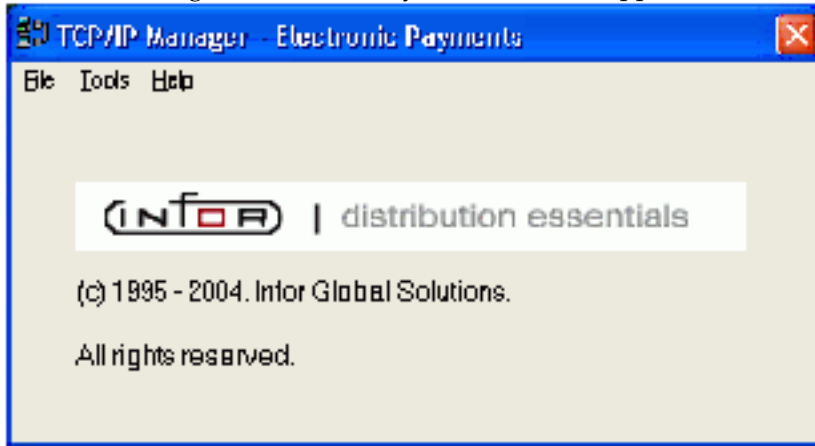 TCP/IP Manager - Electronic Payments
File Tools Help
infor | distribution essentials
(c) 1995 - 2004. Infor Global Solutions.
All rights reserved.